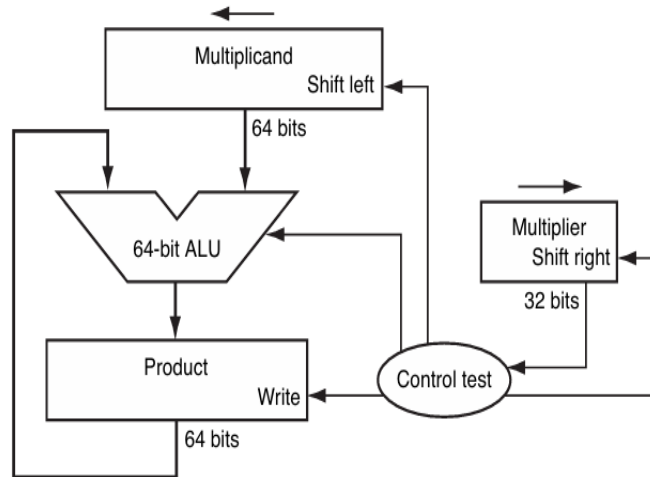 Multiplicand
Shift left
64 bits
64-bit ALU
Multiplier
Shift right
32 bits
Product
Write
Control test
64 bits